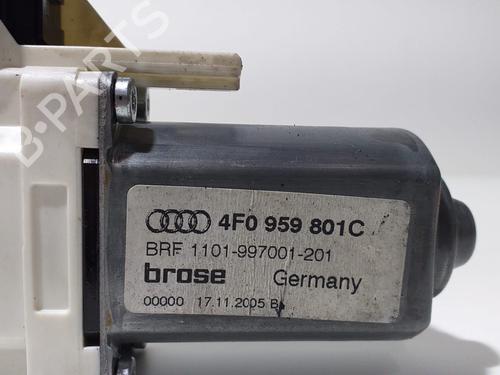 B-PARTS
4F0 959 801C
BRF 1101-997001-201
brose Germany
00000 17.11.2005 B